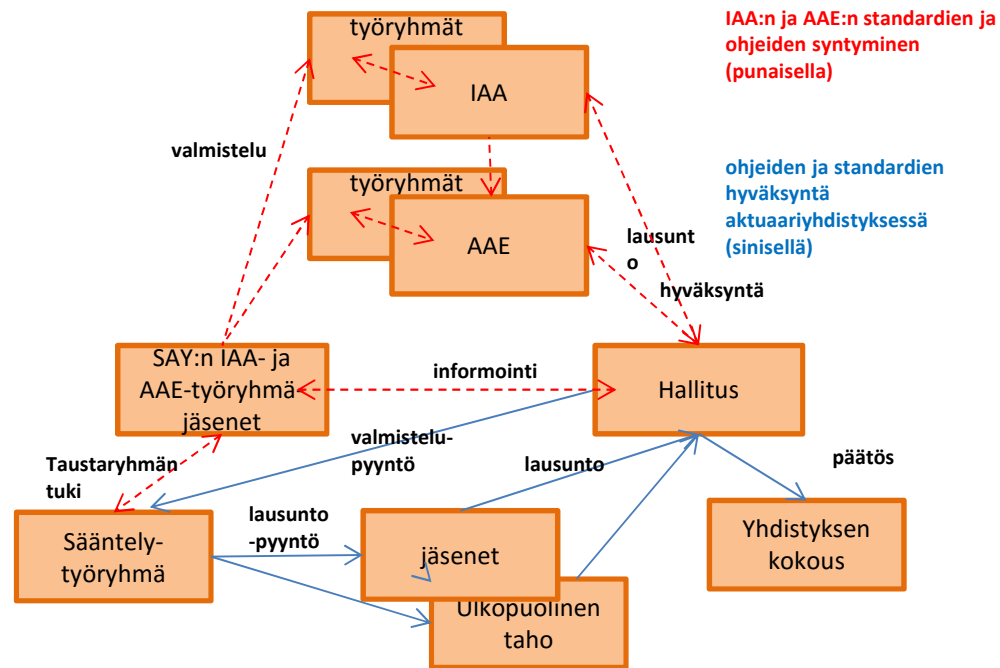 työryhmät
IAA
IAA:n ja AAE:n standardien ja
ohjeiden syntyminen
(punaisella)
valmistelu
työryhmät
AAE
ohjeiden ja standardien
hyväksyntä
aktuaariyhdistyksessä
(sinisellä)
lausunt
o
hyväksyntä
SAY:n IAA- ja
AAE-työryhmä
jäsenet
informointi
Hallitus
valmistelu-
pyyntö
lausunto
päätös
Taustaryhmän
tuki
Sääntely-
työryhmä
lausunto
-pyyntö
jäsenet
Ulkopuolinen
taho
Yhdistyksen
kokous